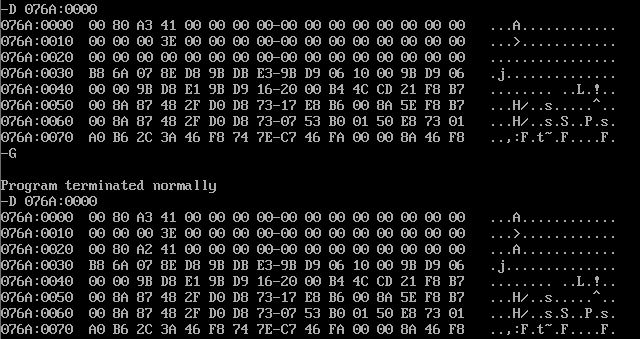 -D 076A:0000
076A:0000  00 80 A3 41 00 00 00 00-00 00 00 00 00 00 00 00   ...A............
076A:0010  00 00 00 3E 00 00 00 00-00 00 00 00 00 00 00 00   ...>............
076A:0020  00 00 00 00 00 00 00 00-00 00 00 00 00 00 00 00   ................
076A:0030  B8 6A 07 8E D8 9B DB E3-9B D9 06 10 00 9B D9 06   .j..............
076A:0040  00 00 9B D8 E1 9B D9 16-20 00 B4 4C CD 21 F8 B7   ........ ..L.!..
076A:0050  00 8A 87 48 2F D0 D8 73-17 E8 B6 00 8A 5E F8 B7   ...H/..s.....^..
076A:0060  00 8A 87 48 2F D0 D8 73-07 53 B0 01 50 E8 73 01   ...H/..s.S..P.s.
076A:0070  A0 B6 2C 3A 46 F8 74 7E-C7 46 FA 00 00 8A 46 F8   ..,:F.t~.F....F.
-G
Program terminated normally
-D 076A:0000
076A:0000  00 80 A3 41 00 00 00 00-00 00 00 00 00 00 00 00   ...A............
076A:0010  00 00 00 3E 00 00 00 00-00 00 00 00 00 00 00 00   ...>............
076A:0020  00 80 A2 41 00 00 00 00-00 00 00 00 00 00 00 00   ...A............
076A:0030  B8 6A 07 8E D8 9B DB E3-9B D9 06 10 00 9B D9 06   .j..............
076A:0040  00 00 9B D8 E1 9B D9 16-20 00 B4 4C CD 21 F8 B7   ........ ..L.!..
076A:0050  00 8A 87 48 2F D0 D8 73-17 E8 B6 00 8A 5E F8 B7   ...H/..s.....^..
076A:0060  00 8A 87 48 2F D0 D8 73-07 53 B0 01 50 E8 73 01   ...H/..s.S..P.s.
076A:0070  A0 B6 2C 3A 46 F8 74 7E-C7 46 FA 00 00 8A 46 F8   ..,:F.t~.F....F.